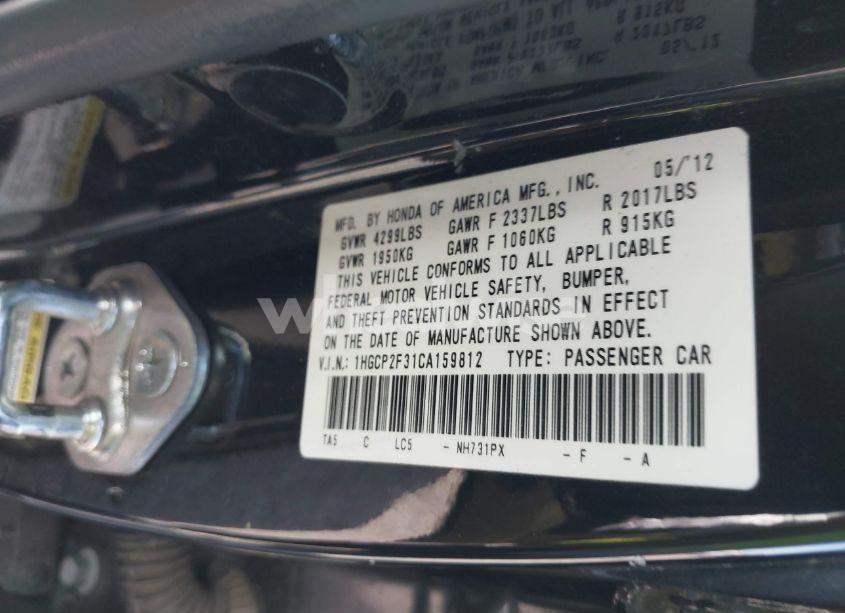 05/12
MFD. BY HONDA OF AMERICA MFG., INC.
GVWR 4299LBS GAWR F 2337LBS R 2017LBS
GVWR 1950KG GAWR F 1060KG R 915KG
THIS VEHICLE CONFORMS TO ALL APPLICABLE
FEDERAL MOTOR VEHICLE SAFETY, BUMPER,
AND THEFT PREVENTION STANDARDS IN EFFECT
ON THE DATE OF MANUFACTURE SHOWN ABOVE.
V.I.N.: 1HGCP2F31CA159812 TYPE: PASSENGER CAR
TA5 C LC5 - NH731PX - F - A